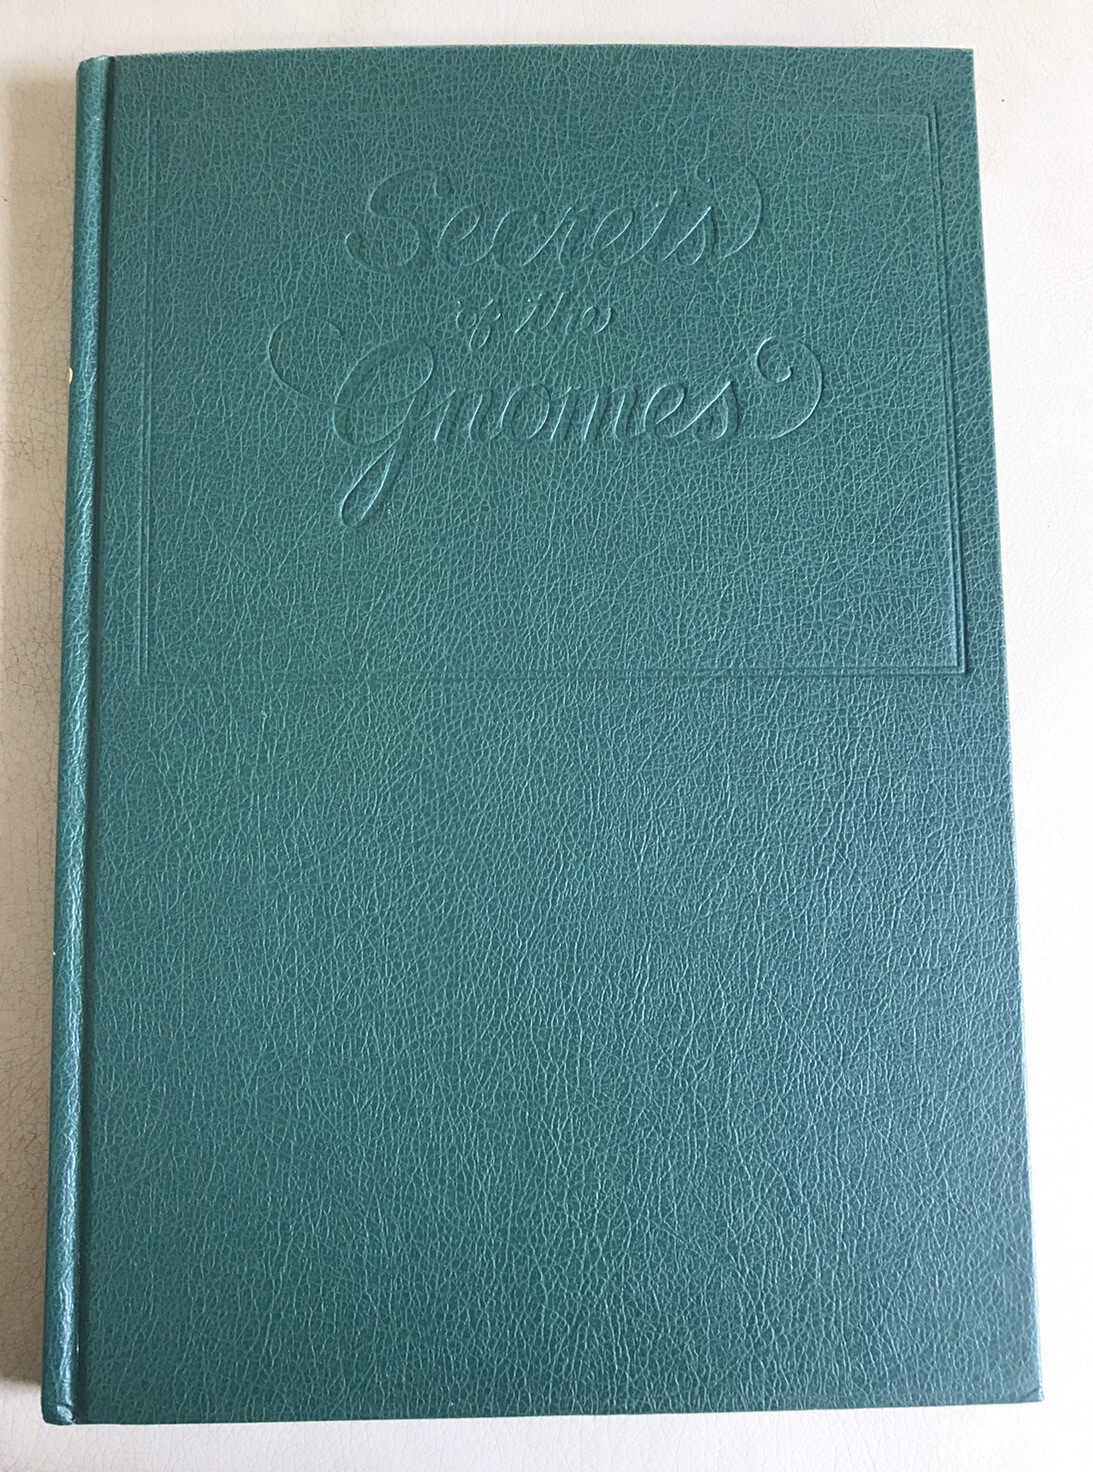 Secrets
of the
Gnomes